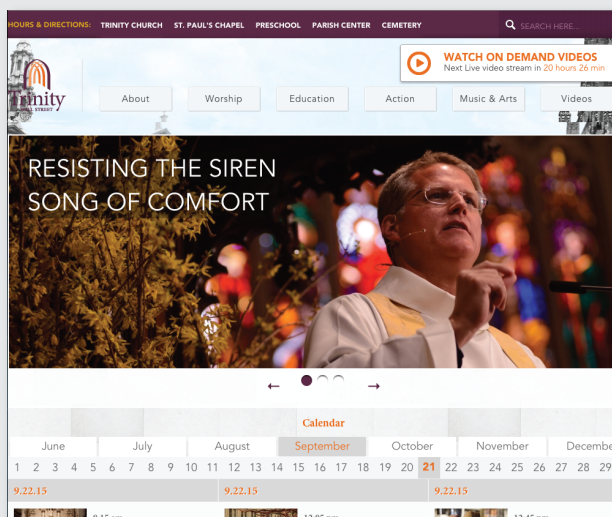 HOURS & DIRECTIONS: TRINITY CHURCH ST. PAUL'S CHAPEL PRESCHOOL PARISH CENTER CEMETERY SEARCH HERE...
WATCH ON DEMAND VIDEOS
Next Live video stream in 20 hours 26 min
Trinity
WALL STREET
About Worship Education Action Music & Arts Videos
RESISTING THE SIREN
SONG OF COMFORT
← →
Calendar
June July August September October November Decembe
1 2 3 4 5 6 7 8 9 10 11 12 13 14 15 16 17 18 19 20 21 22 23 24 25 26 27 28 29
9.22.15 9.22.15 9.22.15